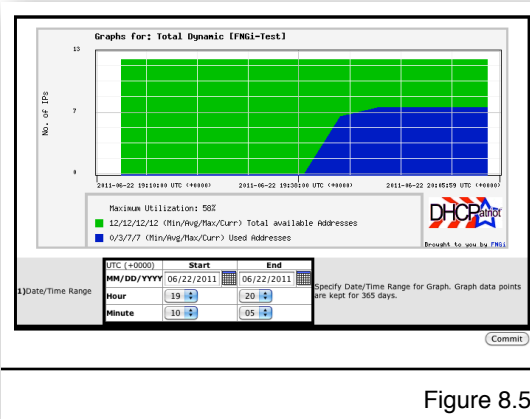 Graphs for: Total Dynamic [FNGi-Test]
13
No. of IPs
7
0
2011-06-22 19:10:00 UTC (+0000) 2011-06-22 19:38:00 UTC (+0000) 2011-06-22 20:05:59 UTC (+0000)
Maximum Utilization: 58%
12/12/12/12 (Min/Avg/Max/Curr) Total available Addresses
0/3/7/7 (Min/Avg/Max/Curr) Used Addresses
DHCPatriot
Brought to you by FNGi
UTC (+0000) Start End
1)Date/Time Range
MM/DD/YYYY 06/22/2011 06/22/2011
Hour 19 20
Minute 10 05
Specify Date/Time Range for Graph. Graph data points
are kept for 365 days.
Commit
Figure 8.5